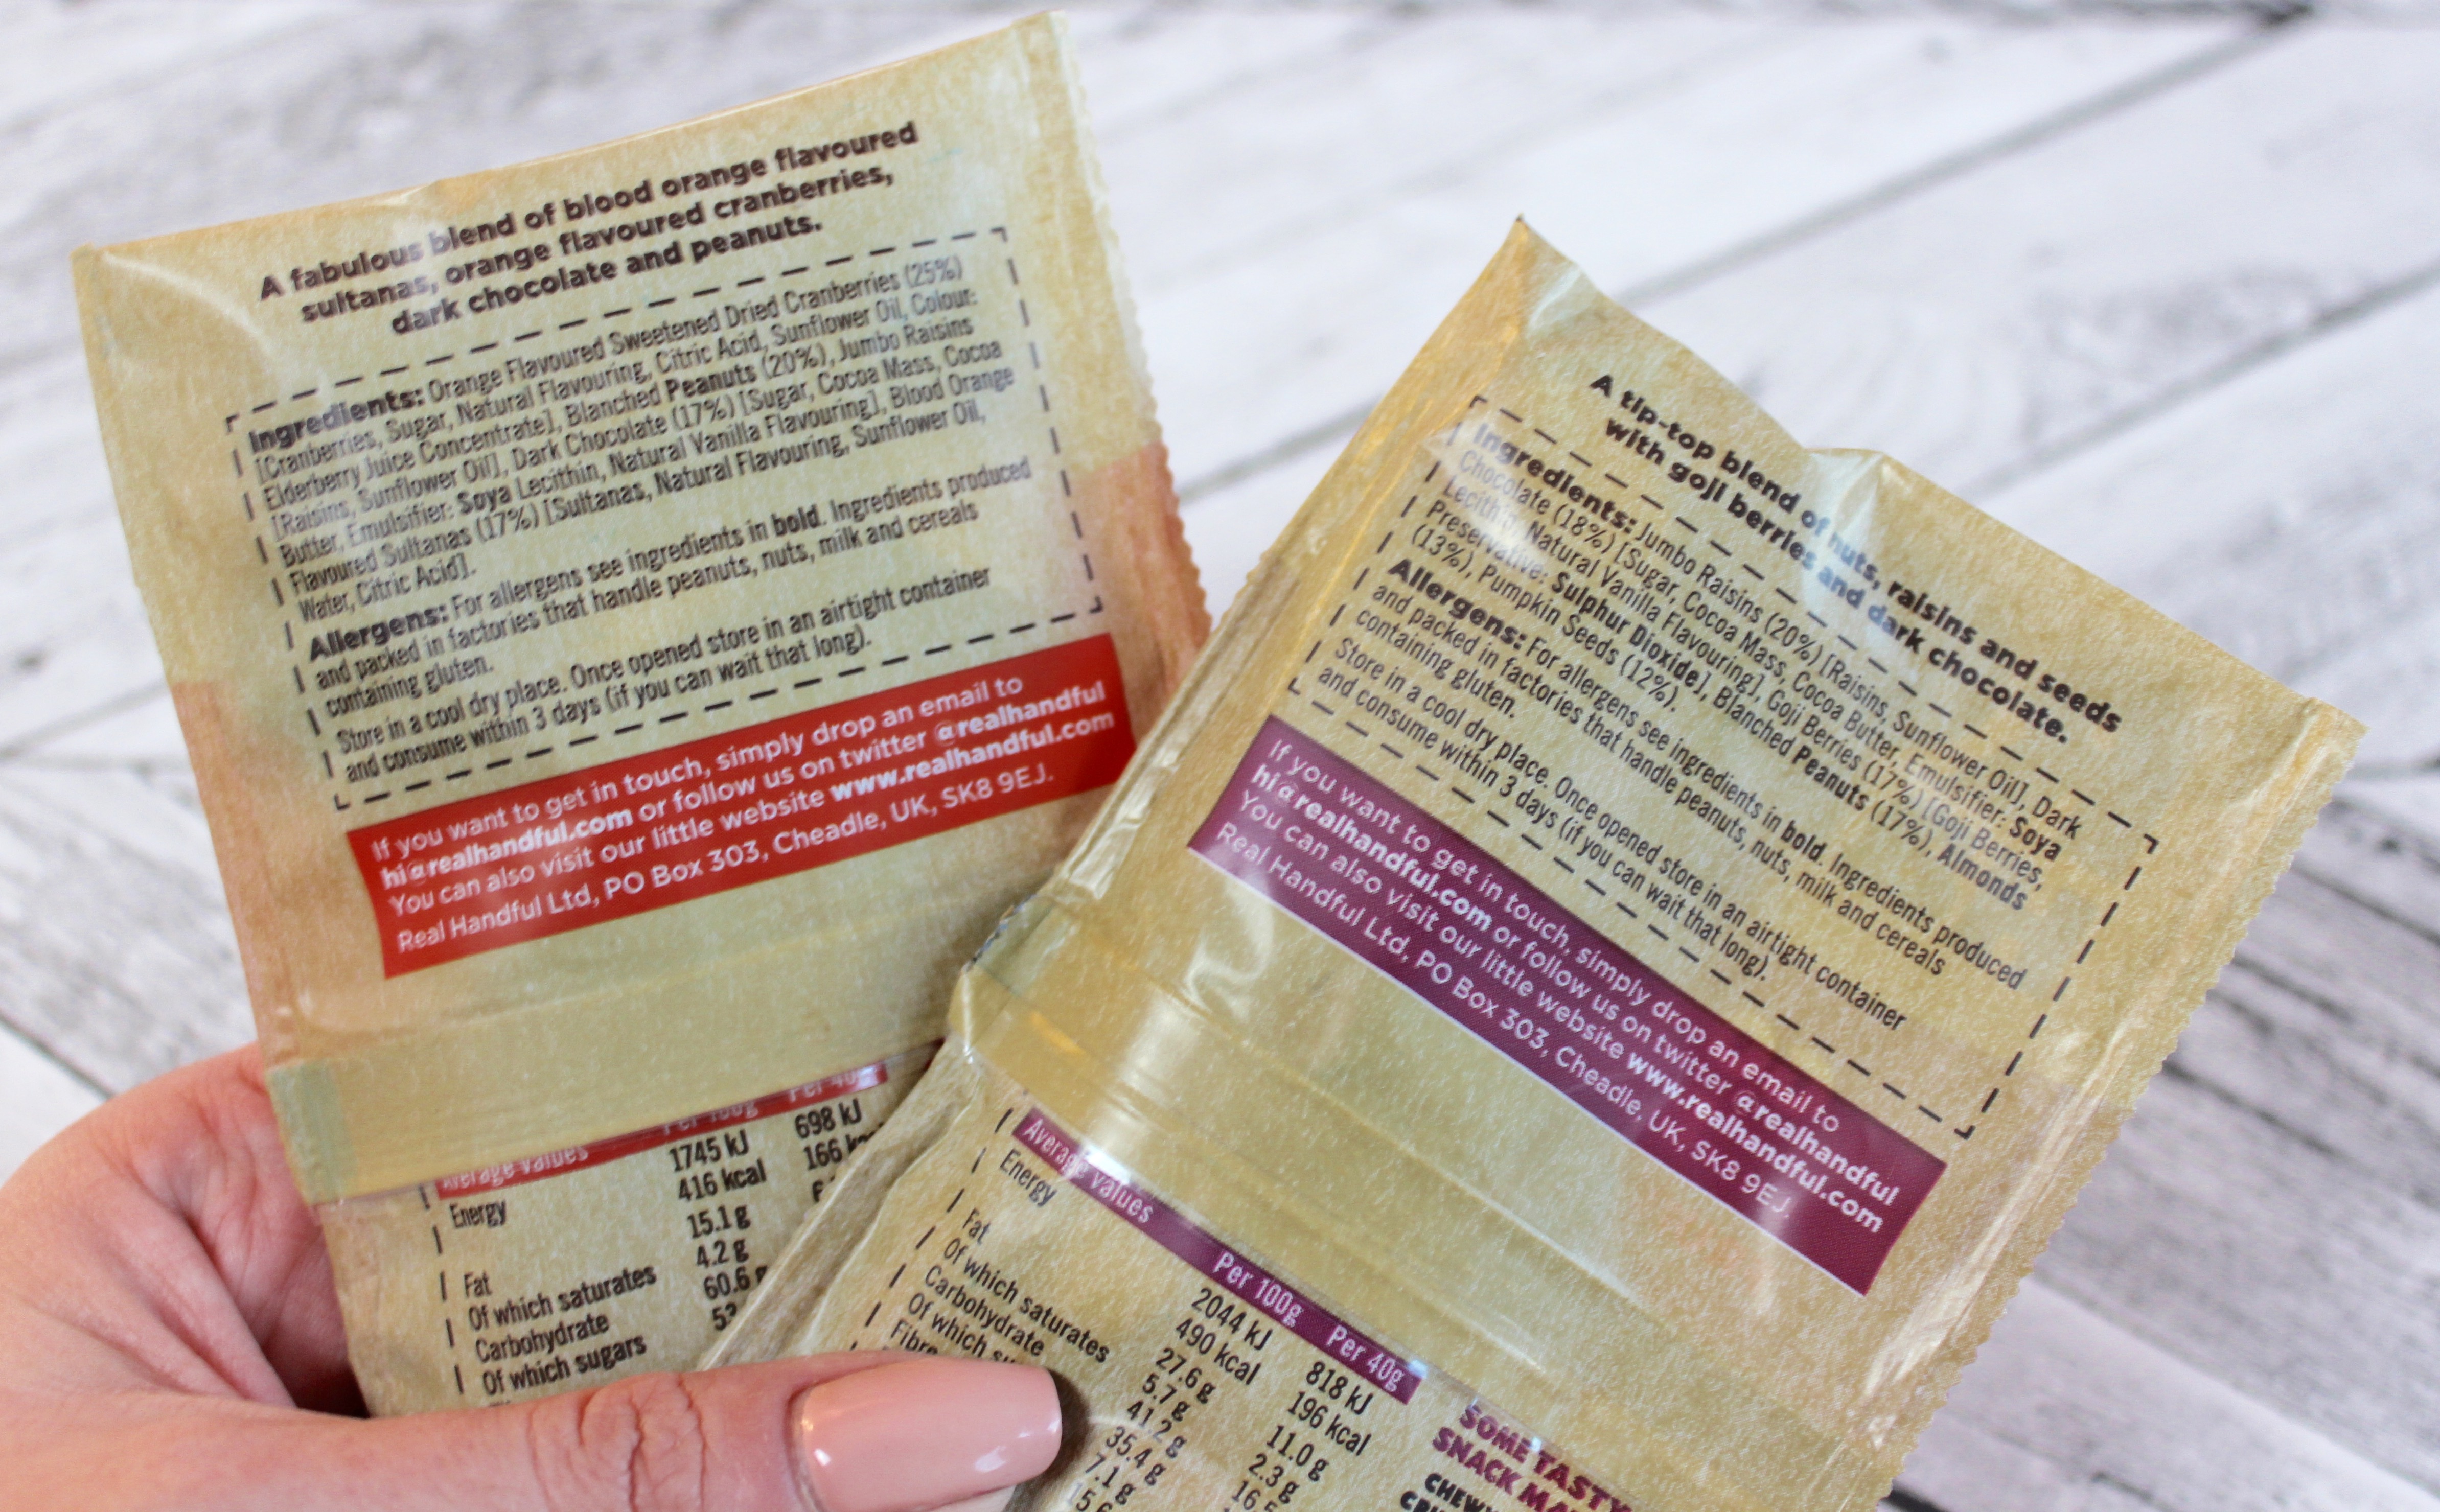 A fabulous blend of blood orange flavoured
sultanas, orange flavoured cranberries,
dark chocolate and peanuts.
Ingredients: Orange Flavoured Sweetened Dried Cranberries (25%)
[Cranberries, Sugar, Natural Flavouring, Citric Acid, Sunflower Oil, Colour:
Elderberry Juice Concentrate], Blanched Peanuts (20%), Jumbo Raisins
[Raisins, Sunflower Oil], Dark Chocolate (17%) [Sugar, Cocoa Mass, Cocoa
Butter, Emulsifier: Soya Lecithin, Natural Vanilla Flavouring], Blood Orange
Flavoured Sultanas (17%) [Sultanas, Natural Flavouring, Sunflower Oil,
Water, Citric Acid].
Allergens: For allergens see ingredients in bold. Ingredients produced
and packed in factories that handle peanuts, nuts, milk and cereals
containing gluten.
Store in a cool dry place. Once opened store in an airtight container
and consume within 3 days (if you can wait that long).
If you want to get in touch, simply drop an email to
hi@realhandful.com or follow us on twitter @realhandful
You can also visit our little website www.realhandful.com
Real Handful Ltd, PO Box 303, Cheadle, UK, SK8 9EJ.
Average values Per 100g Per 40g
Energy 1745 kJ 698 kJ
416 kcal 166
Fat 15.1 g
Of which saturates 4.2 g
Carbohydrate 60.6 g
Of which sugars
A tip-top blend of nuts, raisins and seeds
with goji berries and dark chocolate.
Ingredients: Jumbo Raisins (20%) [Raisins, Sunflower Oil], Dark
Chocolate (18%) [Sugar, Cocoa Mass, Cocoa Butter, Emulsifier: Soya
Lecithin, Natural Vanilla Flavouring], Goji Berries (17%) [Goji Berries,
Preservative: Sulphur Dioxide], Blanched Peanuts (17%), Almonds
(13%), Pumpkin Seeds (12%).
Allergens: For allergens see ingredients in bold. Ingredients produced
and packed in factories that handle peanuts, nuts, milk and cereals
containing gluten.
Store in a cool dry place. Once opened store in an airtight container
and consume within 3 days (if you can wait that long).
If you want to get in touch, simply drop an email to
hi@realhandful.com or follow us on twitter @realhandful
You can also visit our little website www.realhandful.com
Real Handful Ltd, PO Box 303, Cheadle, UK, SK8 9EJ.
Average values Per 100g Per 40g
Energy 2044 kJ 818 kJ
490 kcal 196 kcal
Fat 27.6 g 11.0 g
Of which saturates 5.7 g 2.3 g
Carbohydrate 41.2 g
Of which 35.4 g
Fibre 7.1 g
SOME TASTY
SNACK